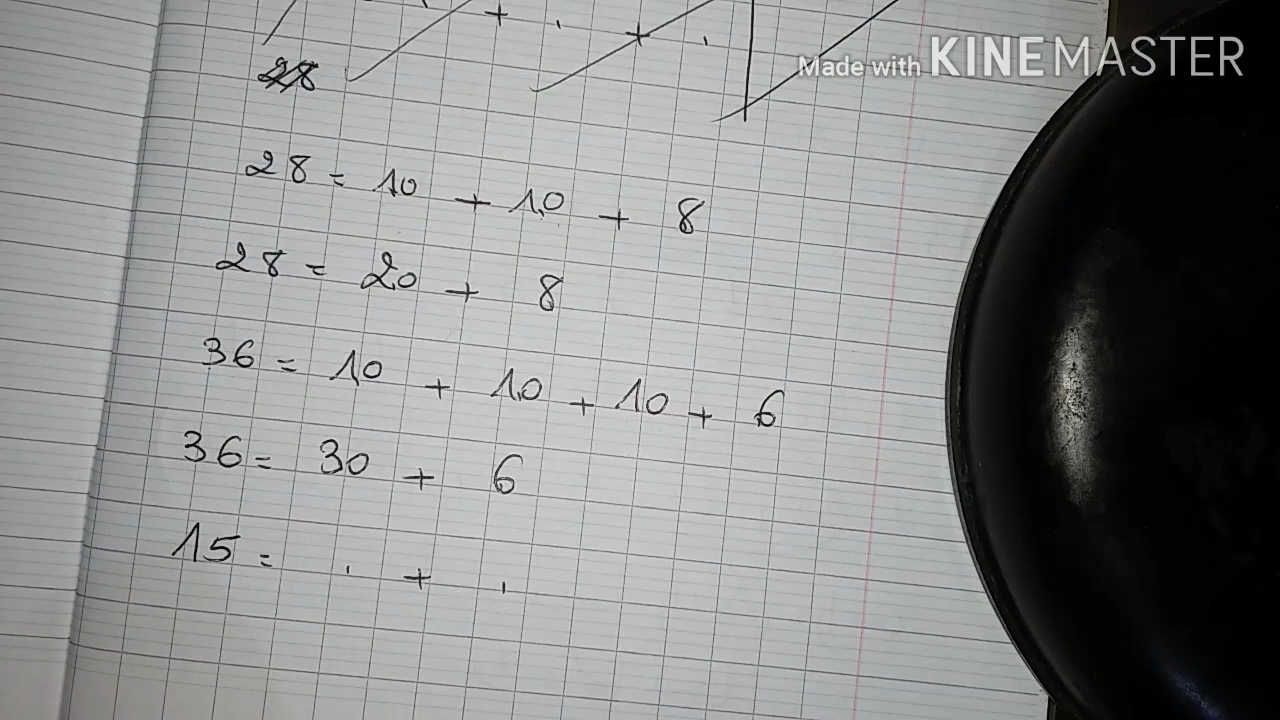 Made with KINEMASTER
28
28 = 10 + 10 + 8
28 = 20 + 8
36 = 10 + 10 + 10 + 6
36 = 30 + 6
15 = . + .